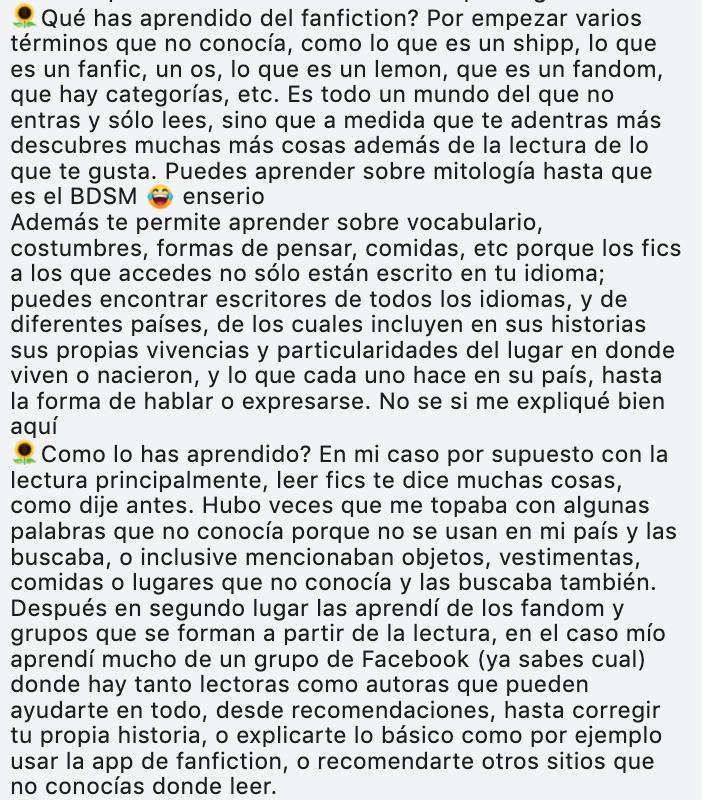 🌻Qué has aprendido del fanfiction? Por empezar varios
términos que no conocía, como lo que es un shipp, lo que
es un fanfic, un os, lo que es un lemon, que es un fandom,
que hay categorías, etc. Es todo un mundo del que no
entras y sólo lees, sino que a medida que te adentras más
descubres muchas más cosas además de la lectura de lo
que te gusta. Puedes aprender sobre mitología hasta que
es el BDSM 😂 enserio
Además te permite aprender sobre vocabulario,
costumbres, formas de pensar, comidas, etc porque los fics
a los que accedes no sólo están escrito en tu idioma;
puedes encontrar escritores de todos los idiomas, y de
diferentes países, de los cuales incluyen en sus historias
sus propias vivencias y particularidades del lugar en donde
viven o nacieron, y lo que cada uno hace en su país, hasta
la forma de hablar o expresarse. No se si me expliqué bien
aquí
🌻Como lo has aprendido? En mi caso por supuesto con la
lectura principalmente, leer fics te dice muchas cosas,
como dije antes. Hubo veces que me topaba con algunas
palabras que no conocía porque no se usan en mi país y las
buscaba, o inclusive mencionaban objetos, vestimentas,
comidas o lugares que no conocía y las buscaba también.
Después en segundo lugar las aprendí de los fandom y
grupos que se forman a partir de la lectura, en el caso mío
aprendí mucho de un grupo de Facebook (ya sabes cual)
donde hay tanto lectoras como autoras que pueden
ayudarte en todo, desde recomendaciones, hasta corregir
tu propia historia, o explicarte lo básico como por ejemplo
usar la app de fanfiction, o recomendarte otros sitios que
no conocías donde leer.